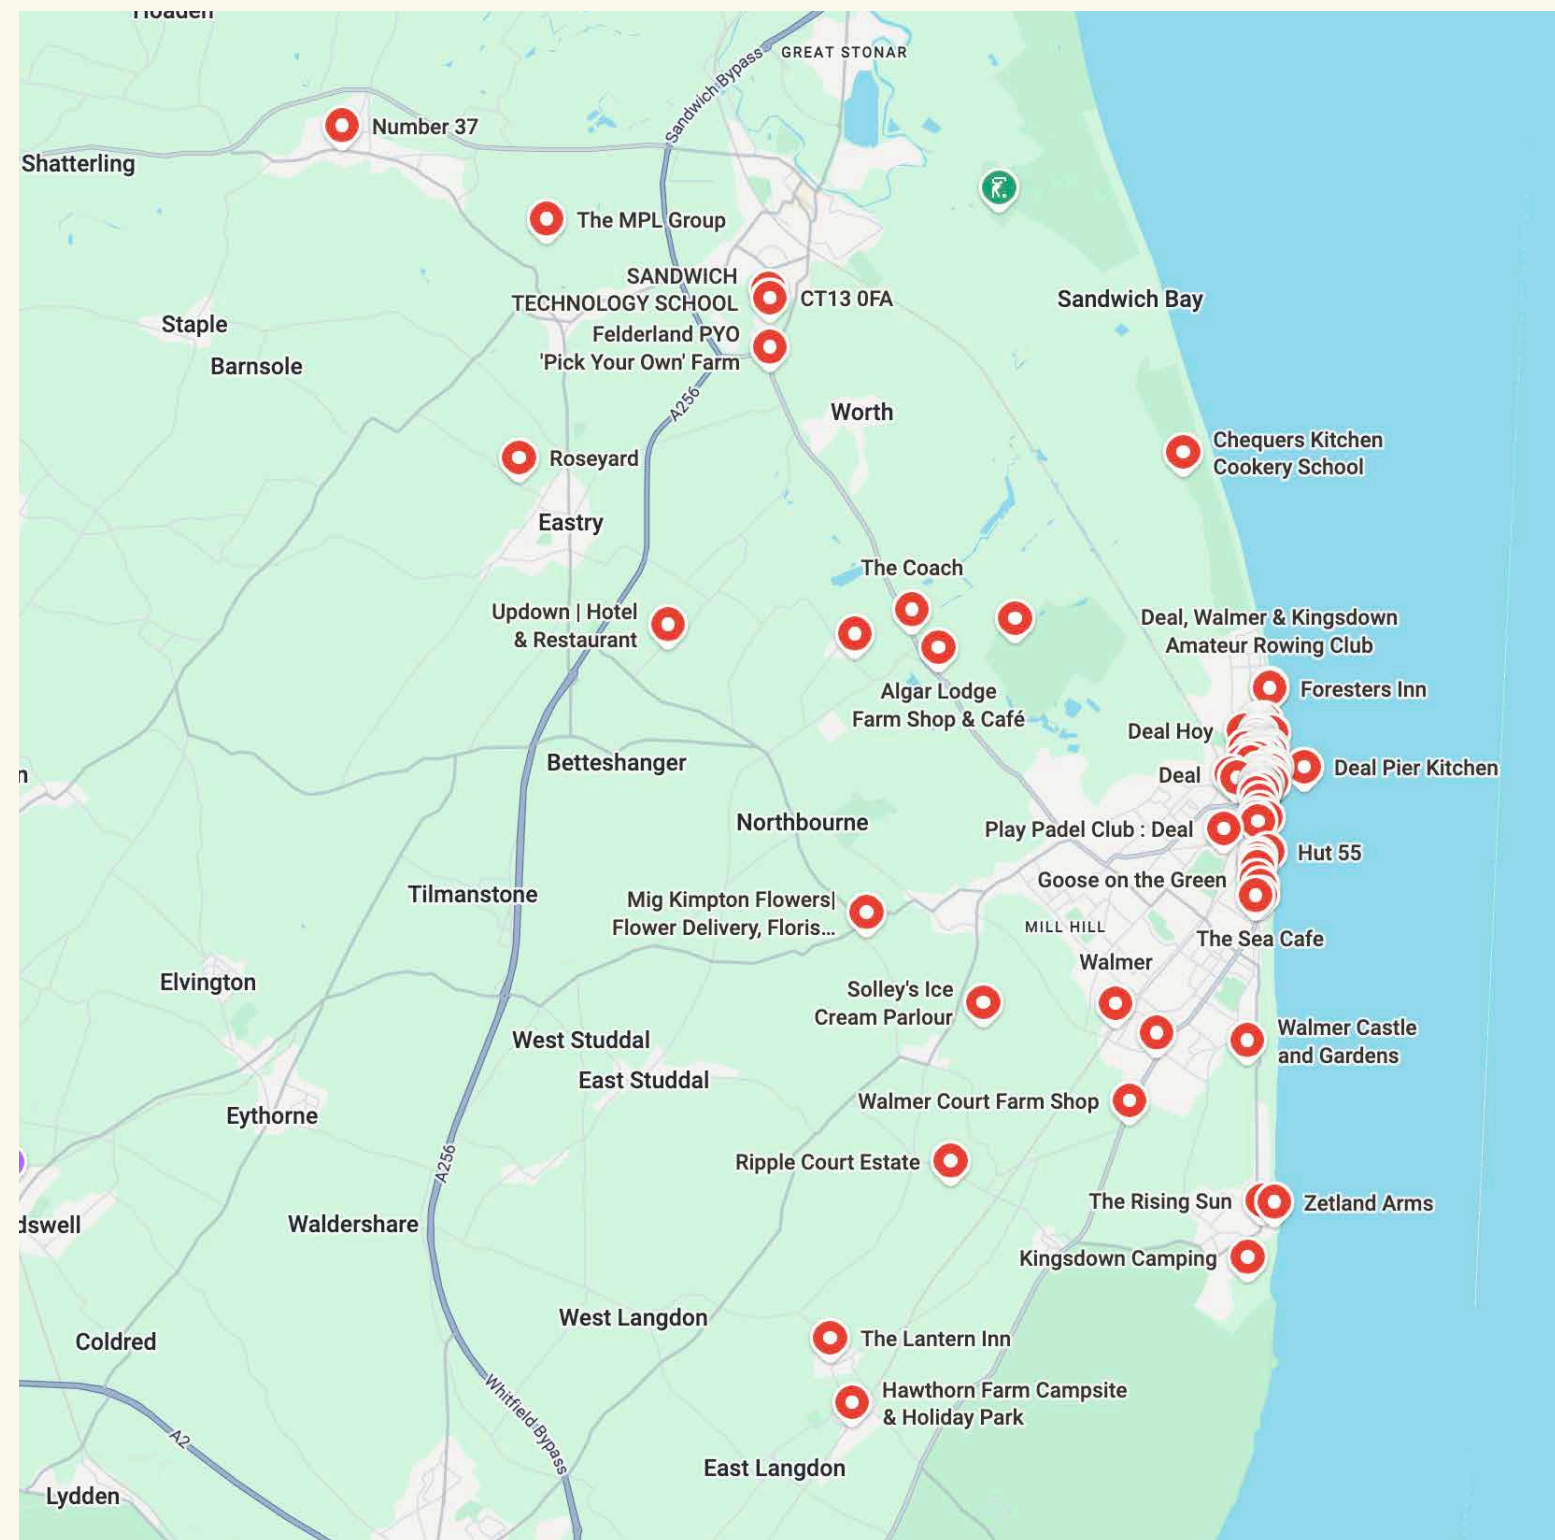 GREAT STONAR
Sandwich Bypass
Number 37
Shatterling
The MPL Group
SANDWICH
TECHNOLOGY SCHOOL
CT13 0FA
Sandwich Bay
Staple
Felderland PYO
'Pick Your Own' Farm
Barnsole
A256
Worth
Chequers Kitchen
Cookery School
Roseyard
Eastry
The Coach
Updown | Hotel
& Restaurant
Deal, Walmer & Kingsdown
Amateur Rowing Club
Algar Lodge
Farm Shop & Café
Foresters Inn
Deal Hoy
Betteshanger
Deal
Deal Pier Kitchen
Northbourne
Play Padel Club : Deal
Hut 55
Goose on the Green
Tilmanstone
Mig Kimpton Flowers|
Flower Delivery, Floris...
MILL HILL
The Sea Cafe
Walmer
Elvington
Solley's Ice
Cream Parlour
Walmer Castle
and Gardens
West Studdal
East Studdal
Walmer Court Farm Shop
Eythorne
A256
Ripple Court Estate
The Rising Sun
Zetland Arms
dswell
Waldershare
Kingsdown Camping
West Langdon
Coldred
The Lantern Inn
Whitfield Bypass
Hawthorn Farm Campsite
& Holiday Park
A2
East Langdon
Lydden